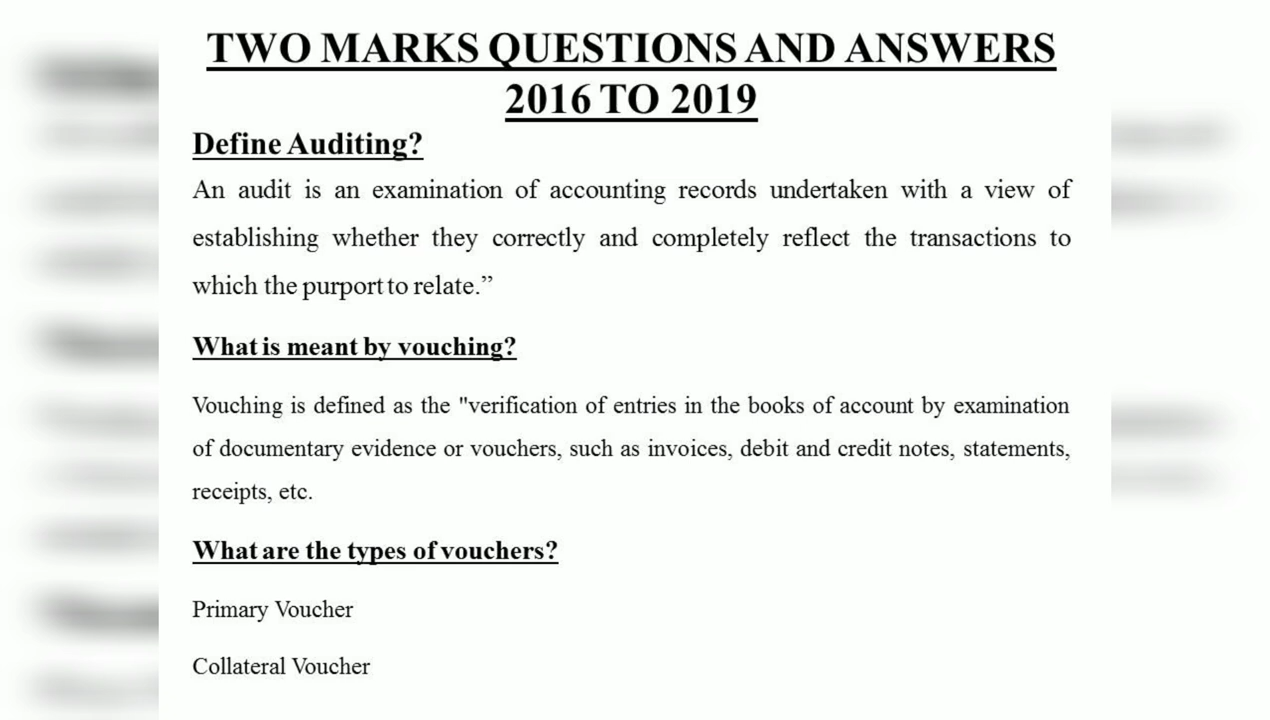 TWO MARKS QUESTIONS AND ANSWERS
2016 TO 2019
Define Auditing?
An audit is an examination of accounting records undertaken with a view of
establishing whether they correctly and completely reflect the transactions to
which the purport to relate.”
What is meant by vouching?
Vouching is defined as the "verification of entries in the books of account by examination
of documentary evidence or vouchers, such as invoices, debit and credit notes, statements,
receipts, etc.
What are the types of vouchers?
Primary Voucher
Collateral Voucher